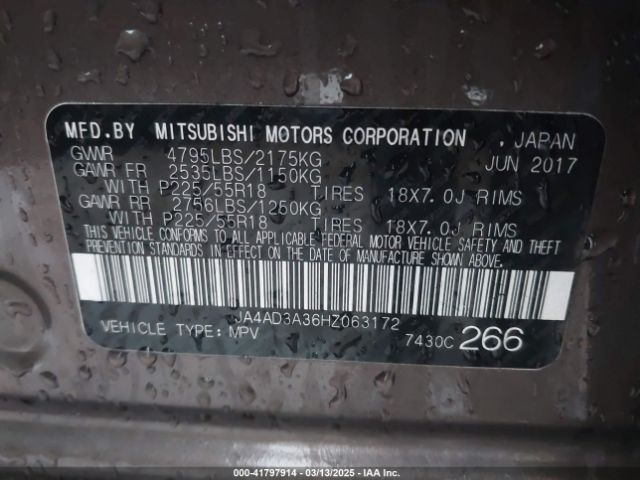 MFD.BY MITSUBISHI MOTORS CORPORATION , JAPAN
GVWR 4795LBS/2175KG JUN 2017
GAWR FR 2535LBS/1150KG
WITH P225/55R18 TIRES 18X7.0J RIMS
GAWR RR 2756LBS/1250KG
WITH P225/55R18 TIRES 18X7.0J RIMS
THIS VEHICLE CONFORMS TO ALL APPLICABLE FEDERAL MOTOR VEHICLE SAFETY AND THEFT
PREVENTION STANDARDS IN EFFECT ON THE DATE OF MANUFACTURE SHOWN ABOVE.
JA4AD3A36HZ063172
VEHICLE TYPE: MPV 7430C 266
000-41797914 - 03/13/2025 - IAA Inc.